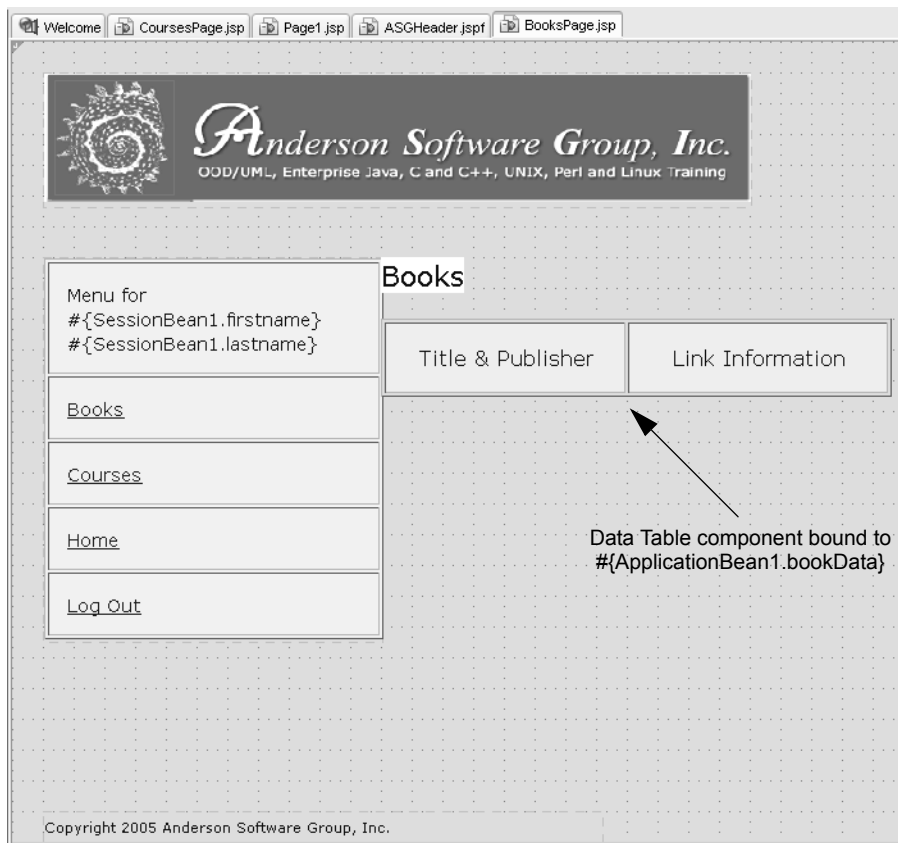 Welcome CoursesPage.jsp Page1.jsp ASGHeader.jspf BooksPage.jsp
Anderson Software Group, Inc.
OOD/UML, Enterprise Java, C and C++, UNIX, Perl and Linux Training
Books
Menu for
#{SessionBean1.firstname}
#{SessionBean1.lastname}
Title & Publisher Link Information
Books
Courses
Home
Log Out
Data Table component bound to
#{ApplicationBean1.bookData}
Copyright 2005 Anderson Software Group, Inc.